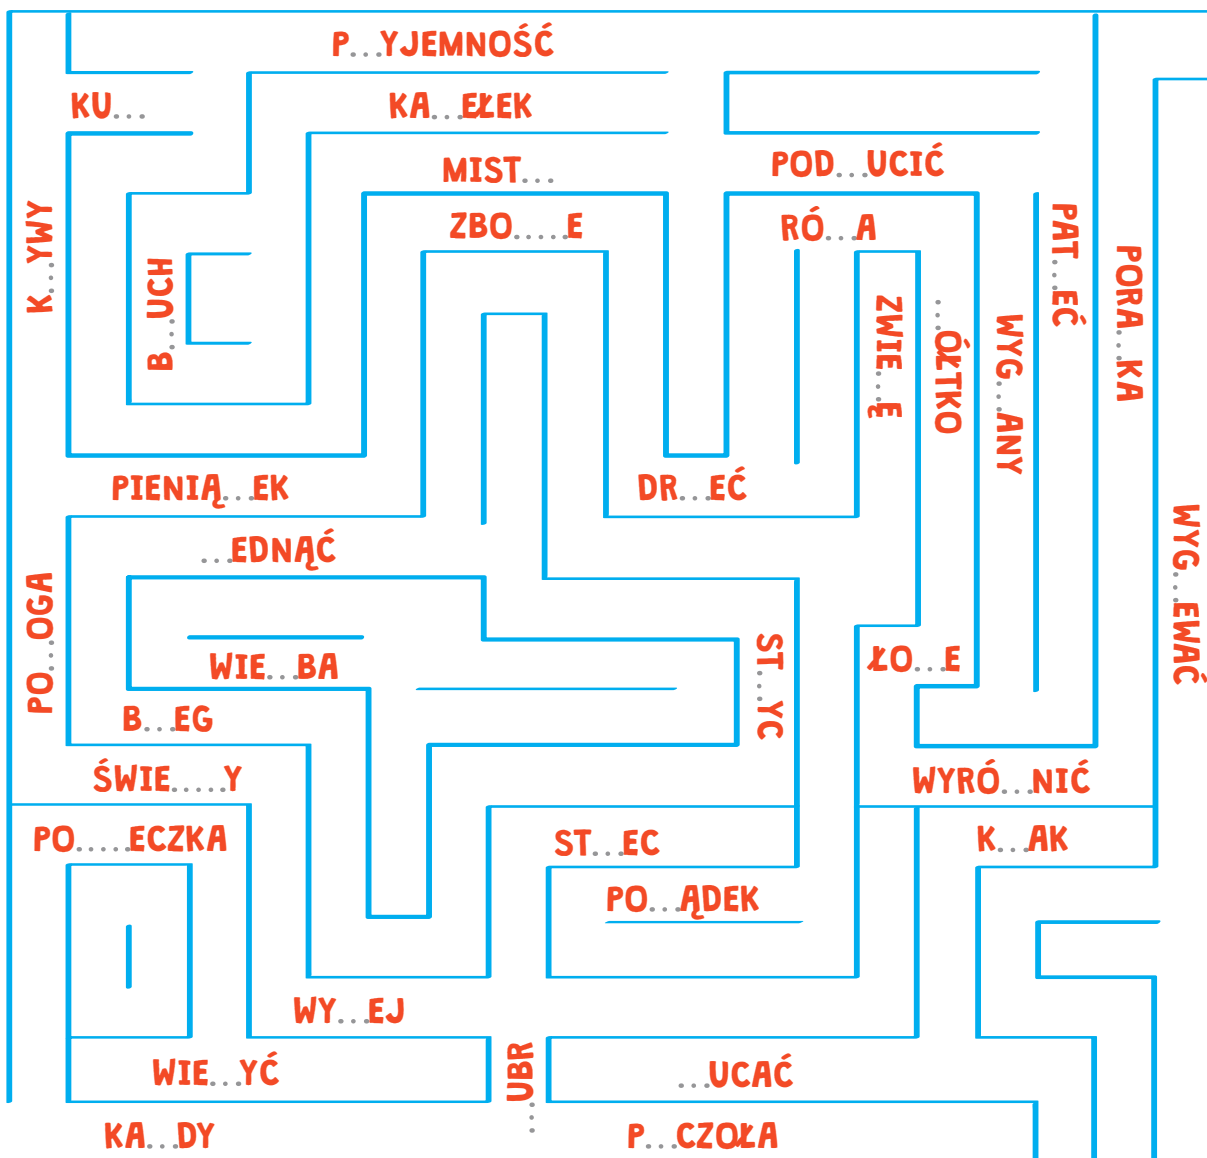 P...YJEMNOŚĆ
KU...
KA...EŁEK
MIST...
POD...UCIĆ
ZBO.....E
RÓ...A
K...YWY
B...UCH
PAT...EĆ
PORA...KA
ZWIE...Ę
...ÓŁTKO
WYG...ANY
PIENIĄ...EK
DR...EĆ
WYG...EWAĆ
...EDNĄĆ
PO...OGA
WIE...BA
ST...YC
ŁO...E
B...EG
ŚWIE.....Y
WYRÓ...NIĆ
PO.....ECZKA
ST...EC
K...AK
PO...ĄDEK
WY...EJ
WIE...YĆ
...UBR
...UCAĆ
KA...DY
P...CZOŁA